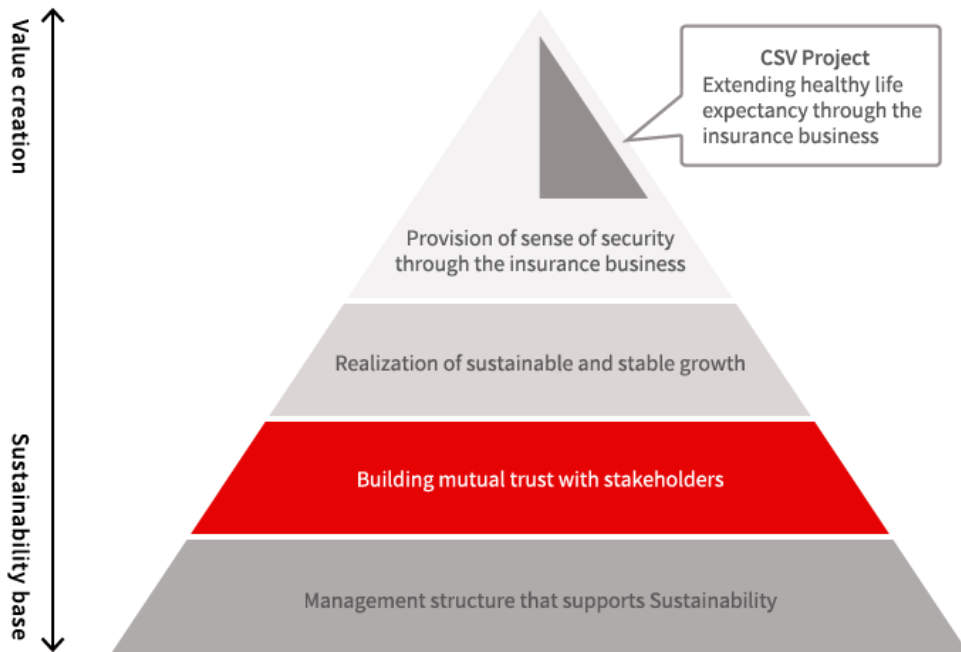 Value creation
CSV Project
Extending healthy life
expectancy through the
insurance business
Provision of sense of security
through the insurance business
Realization of sustainable and stable growth
Building mutual trust with stakeholders
Sustainability base
Management structure that supports Sustainability